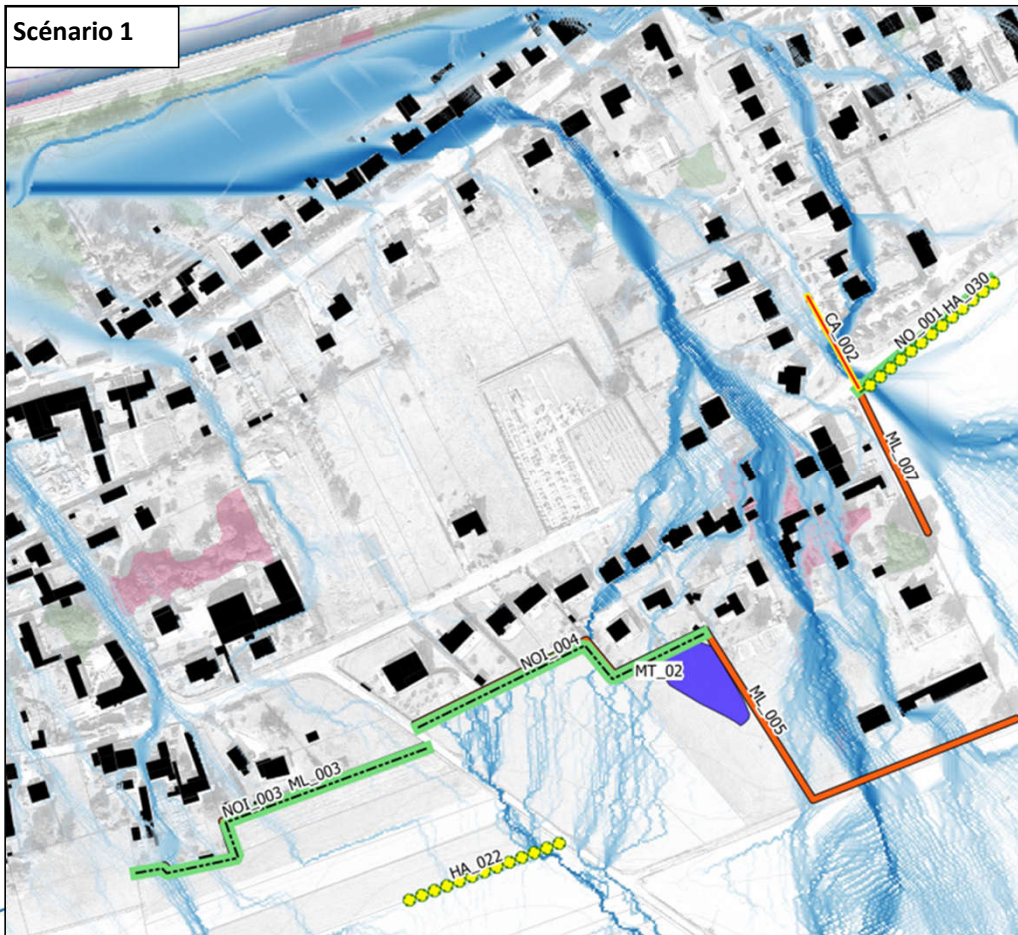 Scénario 1
NO_001
HA_030
CA_002
ML_007
NOI_004
MT_02
ML_005
NOI_003
ML_003
HA_022